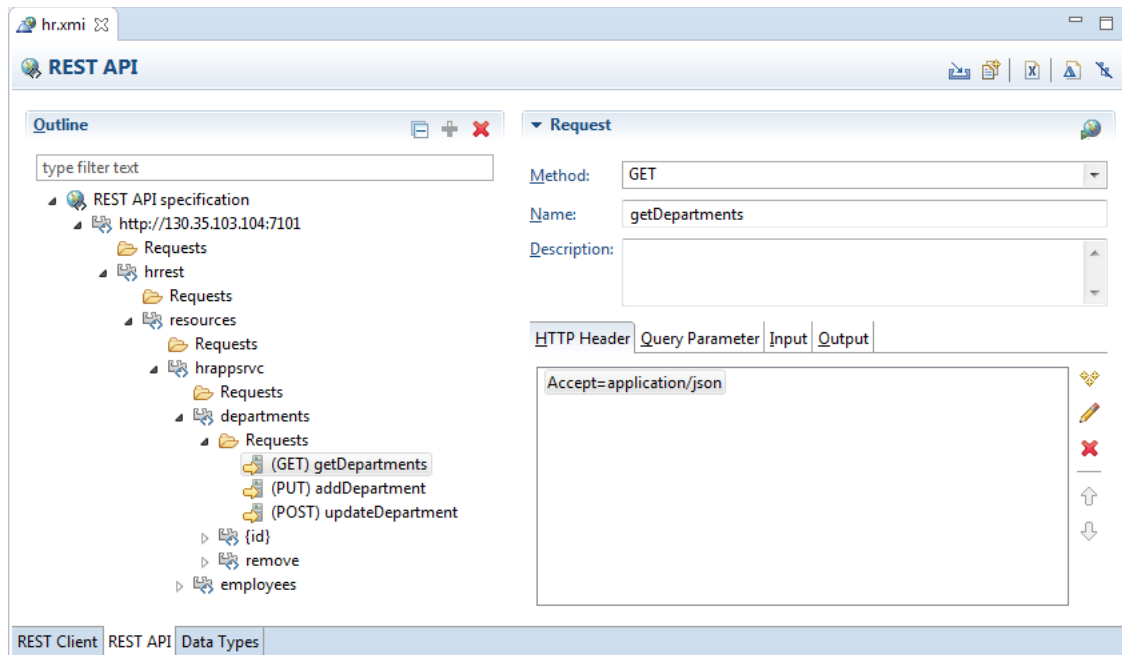 hr.xmi
REST API
Outline
type filter text
REST API specification
http://130.35.103.104:7101
Requests
hrrest
Requests
resources
Requests
hrappsrvc
Requests
departments
Requests
(GET) getDepartments
(PUT) addDepartment
(POST) updateDepartment
{id}
remove
employees
Request
Method: GET
Name: getDepartments
Description:
HTTP Header Query Parameter Input Output
Accept=application/json
REST Client REST API Data Types